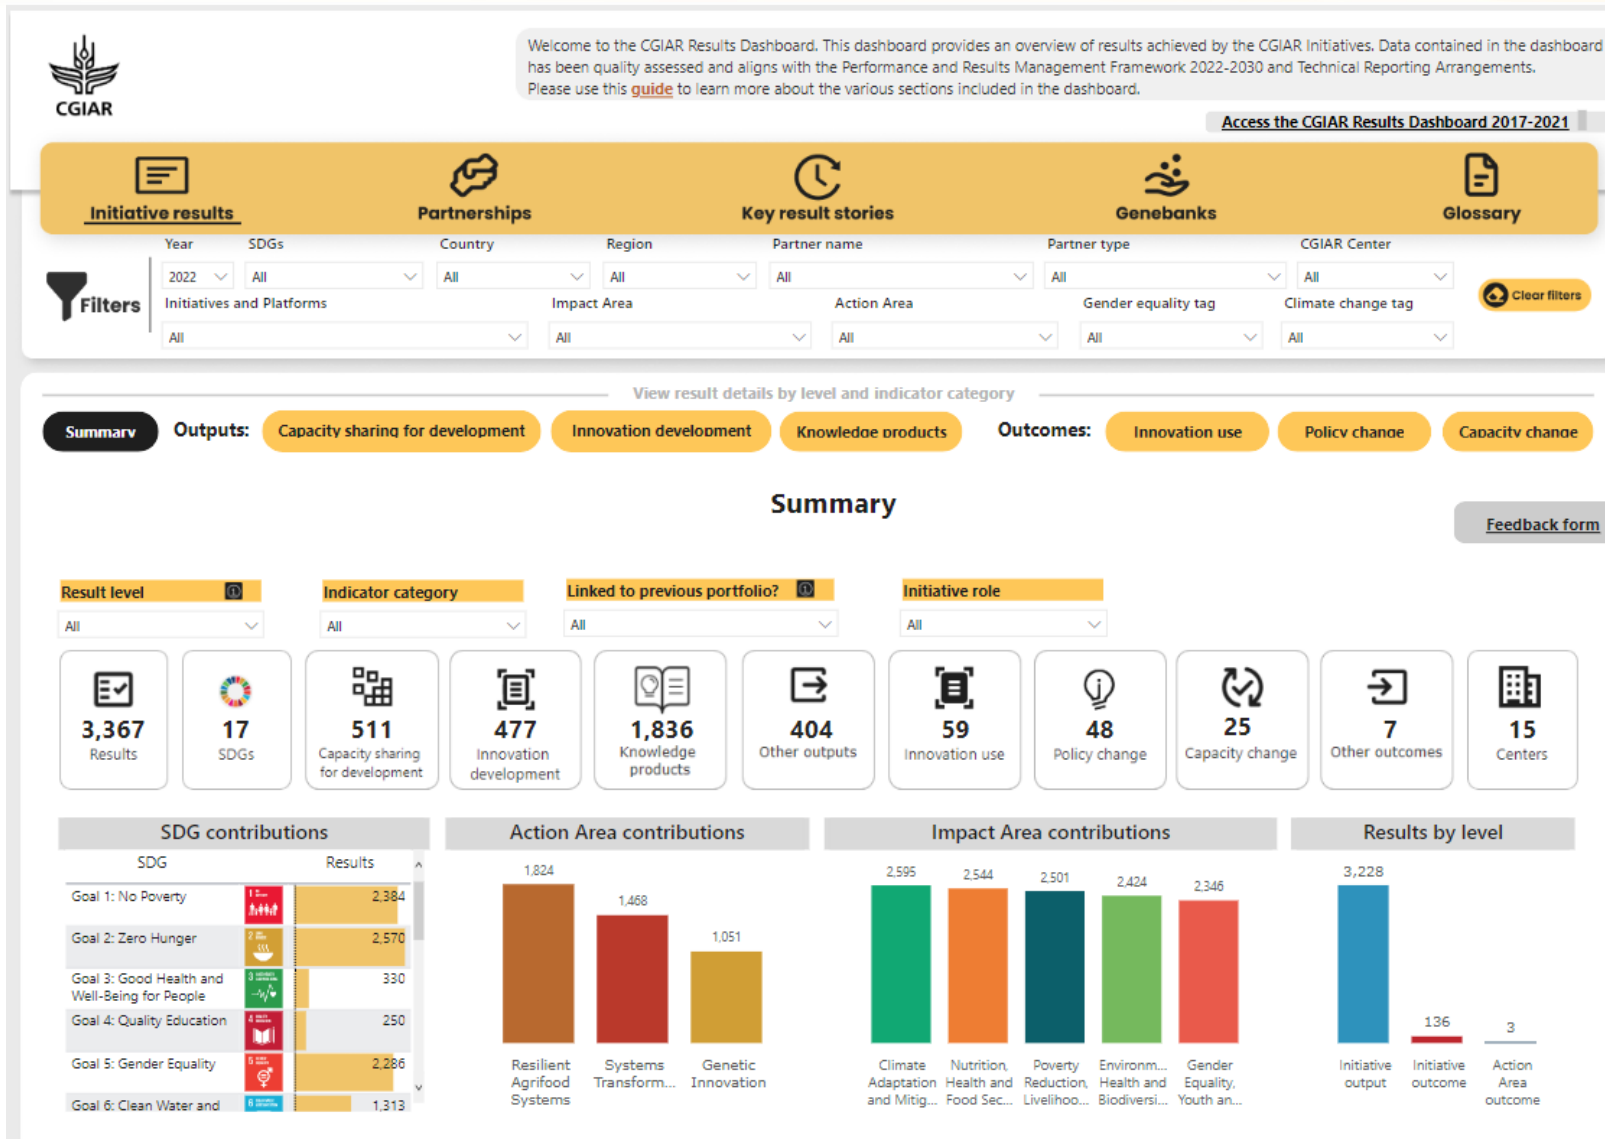 CGIAR
Welcome to the CGIAR Results Dashboard. This dashboard provides an overview of results achieved by the CGIAR Initiatives. Data contained in the dashboard
has been quality assessed and aligns with the Performance and Results Management Framework 2022-2030 and Technical Reporting Arrangements.
Please use this guide to learn more about the various sections included in the dashboard.
Access the CGIAR Results Dashboard 2017-2021
Initiative results
Partnerships
Key result stories
Genebanks
Glossary
Filters
Year SDGs Country Region Partner name Partner type CGIAR Center
2022 All All All All All All
Initiatives and Platforms Impact Area Action Area Gender equality tag Climate change tag
All All All All All
Clear filters
View result details by level and indicator category
Summary Outputs: Capacity sharing for development Innovation development Knowledge products Outcomes: Innovation use Policy change Capacity change
Summary
Feedback form
Result level Indicator category Linked to previous portfolio? Initiative role
All All All All
3,367
Results
17
SDGs
511
Capacity sharing
for development
477
Innovation
development
1,836
Knowledge
products
404
Other outputs
59
Innovation use
48
Policy change
25
Capacity change
7
Other outcomes
15
Centers
SDG contributions
SDG Results
Goal 1: No Poverty 2,384
Goal 2: Zero Hunger 2,570
Goal 3: Good Health and
Well-Being for People 330
Goal 4: Quality Education 250
Goal 5: Gender Equality 2,286
Goal 6: Clean Water and 1,313
Action Area contributions
1,824
1,468
1,051
Resilient
Agrifood
Systems
Systems
Transform...
Genetic
Innovation
Impact Area contributions
2,595
2,544
2,501
2,424
2,346
Climate
Adaptation
and Mitig...
Nutrition,
Health and
Food Sec...
Poverty
Reduction,
Livelihoo...
Environm...
Health and
Biodiversi...
Gender
Equality,
Youth an...
Results by level
3,228
136
3
Initiative
output
Initiative
outcome
Action
Area
outcome